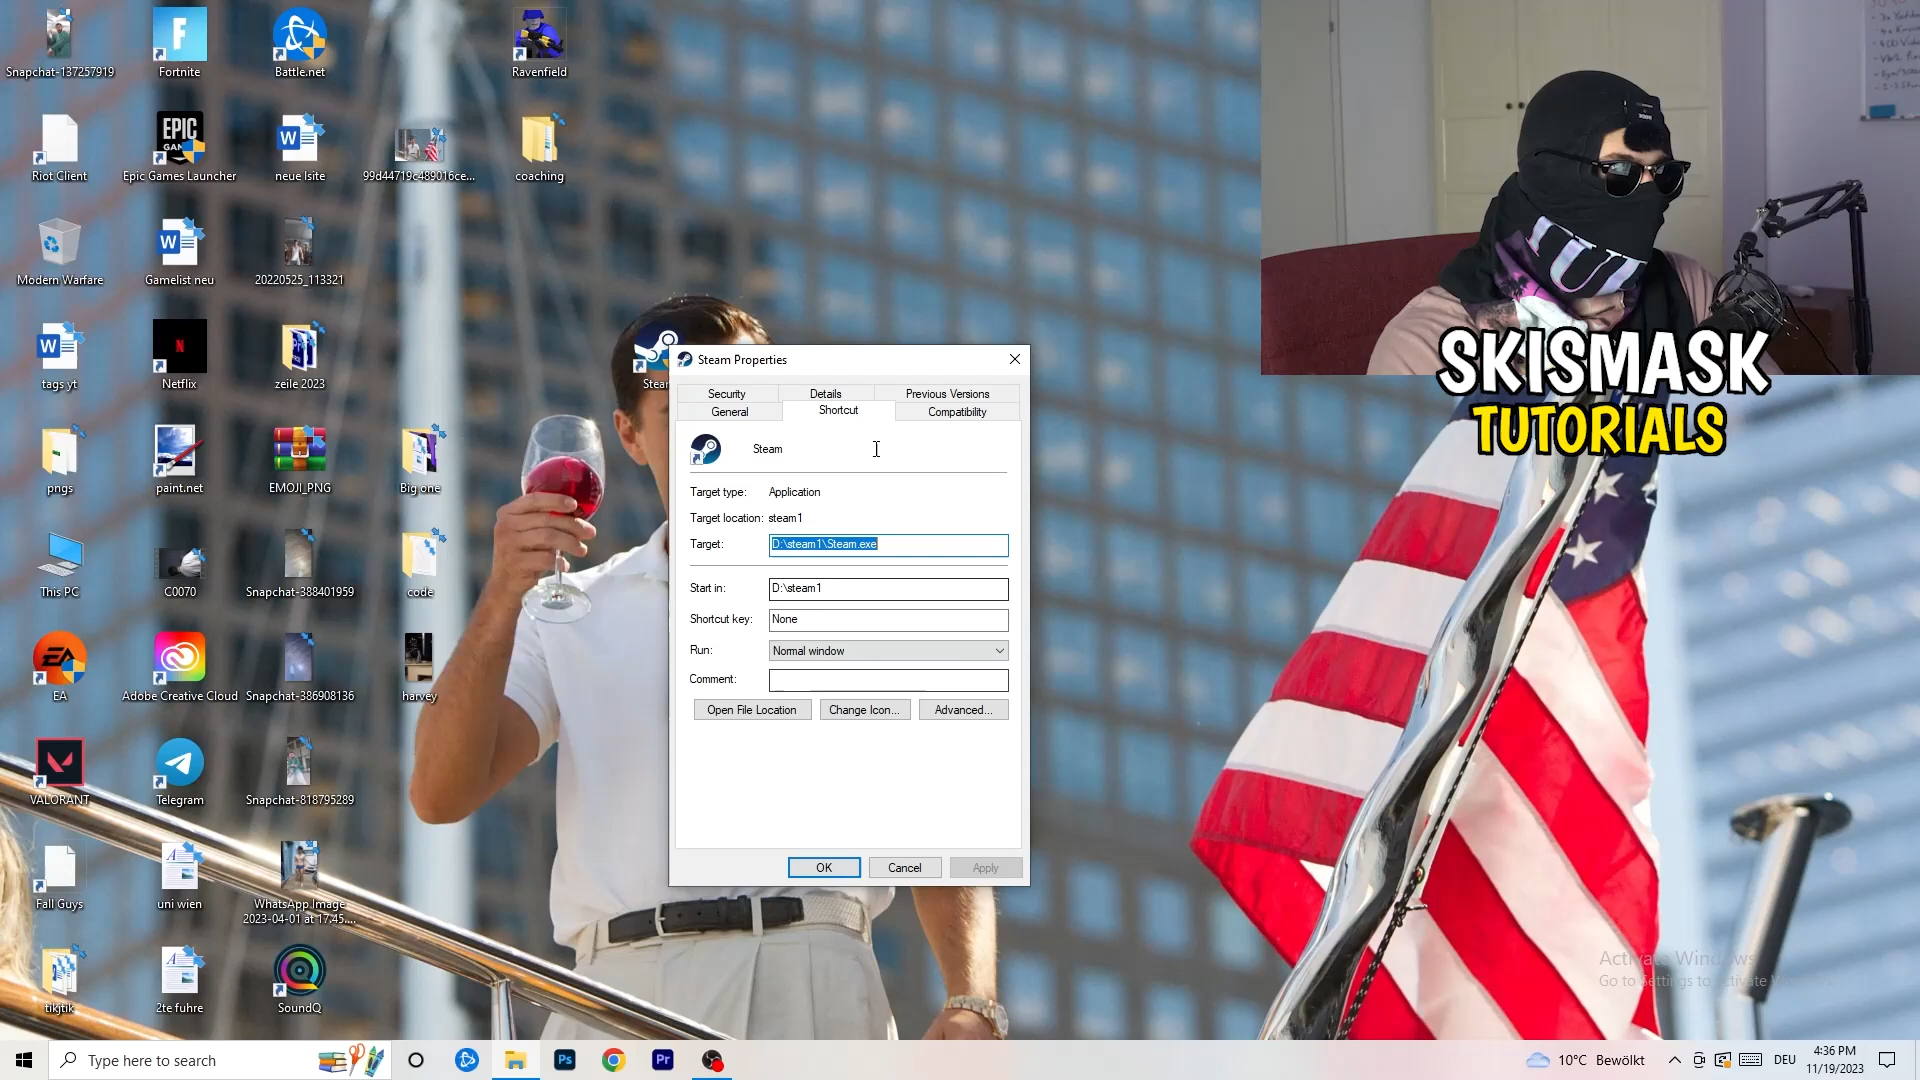 Snapchat-137257919
Fortnite
Battle.net
Ravenfield
Riot Client
EPIC
Epic Games Launcher
neue lsite
99d44719c489016ce...
coaching
Modern Warfare
Gamelist neu
20220525_113321
tags yt
Netflix
zeile 2023
pngs
paint.net
EMOJI_PNG
Big one
This PC
C0070
Snapchat-388401959
code
EA
Adobe Creative Cloud
Snapchat-386908136
harvey
VALORANT
Telegram
Snapchat-818795289
Fall Guys
uni wien
WhatsApp Image
2023-04-01 at 17.45....
tikjtik
2te fuhre
SoundQ
Steam Properties
Security
Details
Previous Versions
General
Shortcut
Compatibility
Steam
Target type:
Application
Target location:
steam1
Target:
D:\steam1\Steam.exe
Start in:
D:\steam1
Shortcut key:
None
Run:
Normal window
Comment:
Open File Location
Change Icon...
Advanced...
OK
Cancel
Apply
SKISMASK
TUTORIALS
Activate Windows
Type here to search
Ps
Pr
10°C Bewölkt
DEU
4:36 PM
11/19/2023